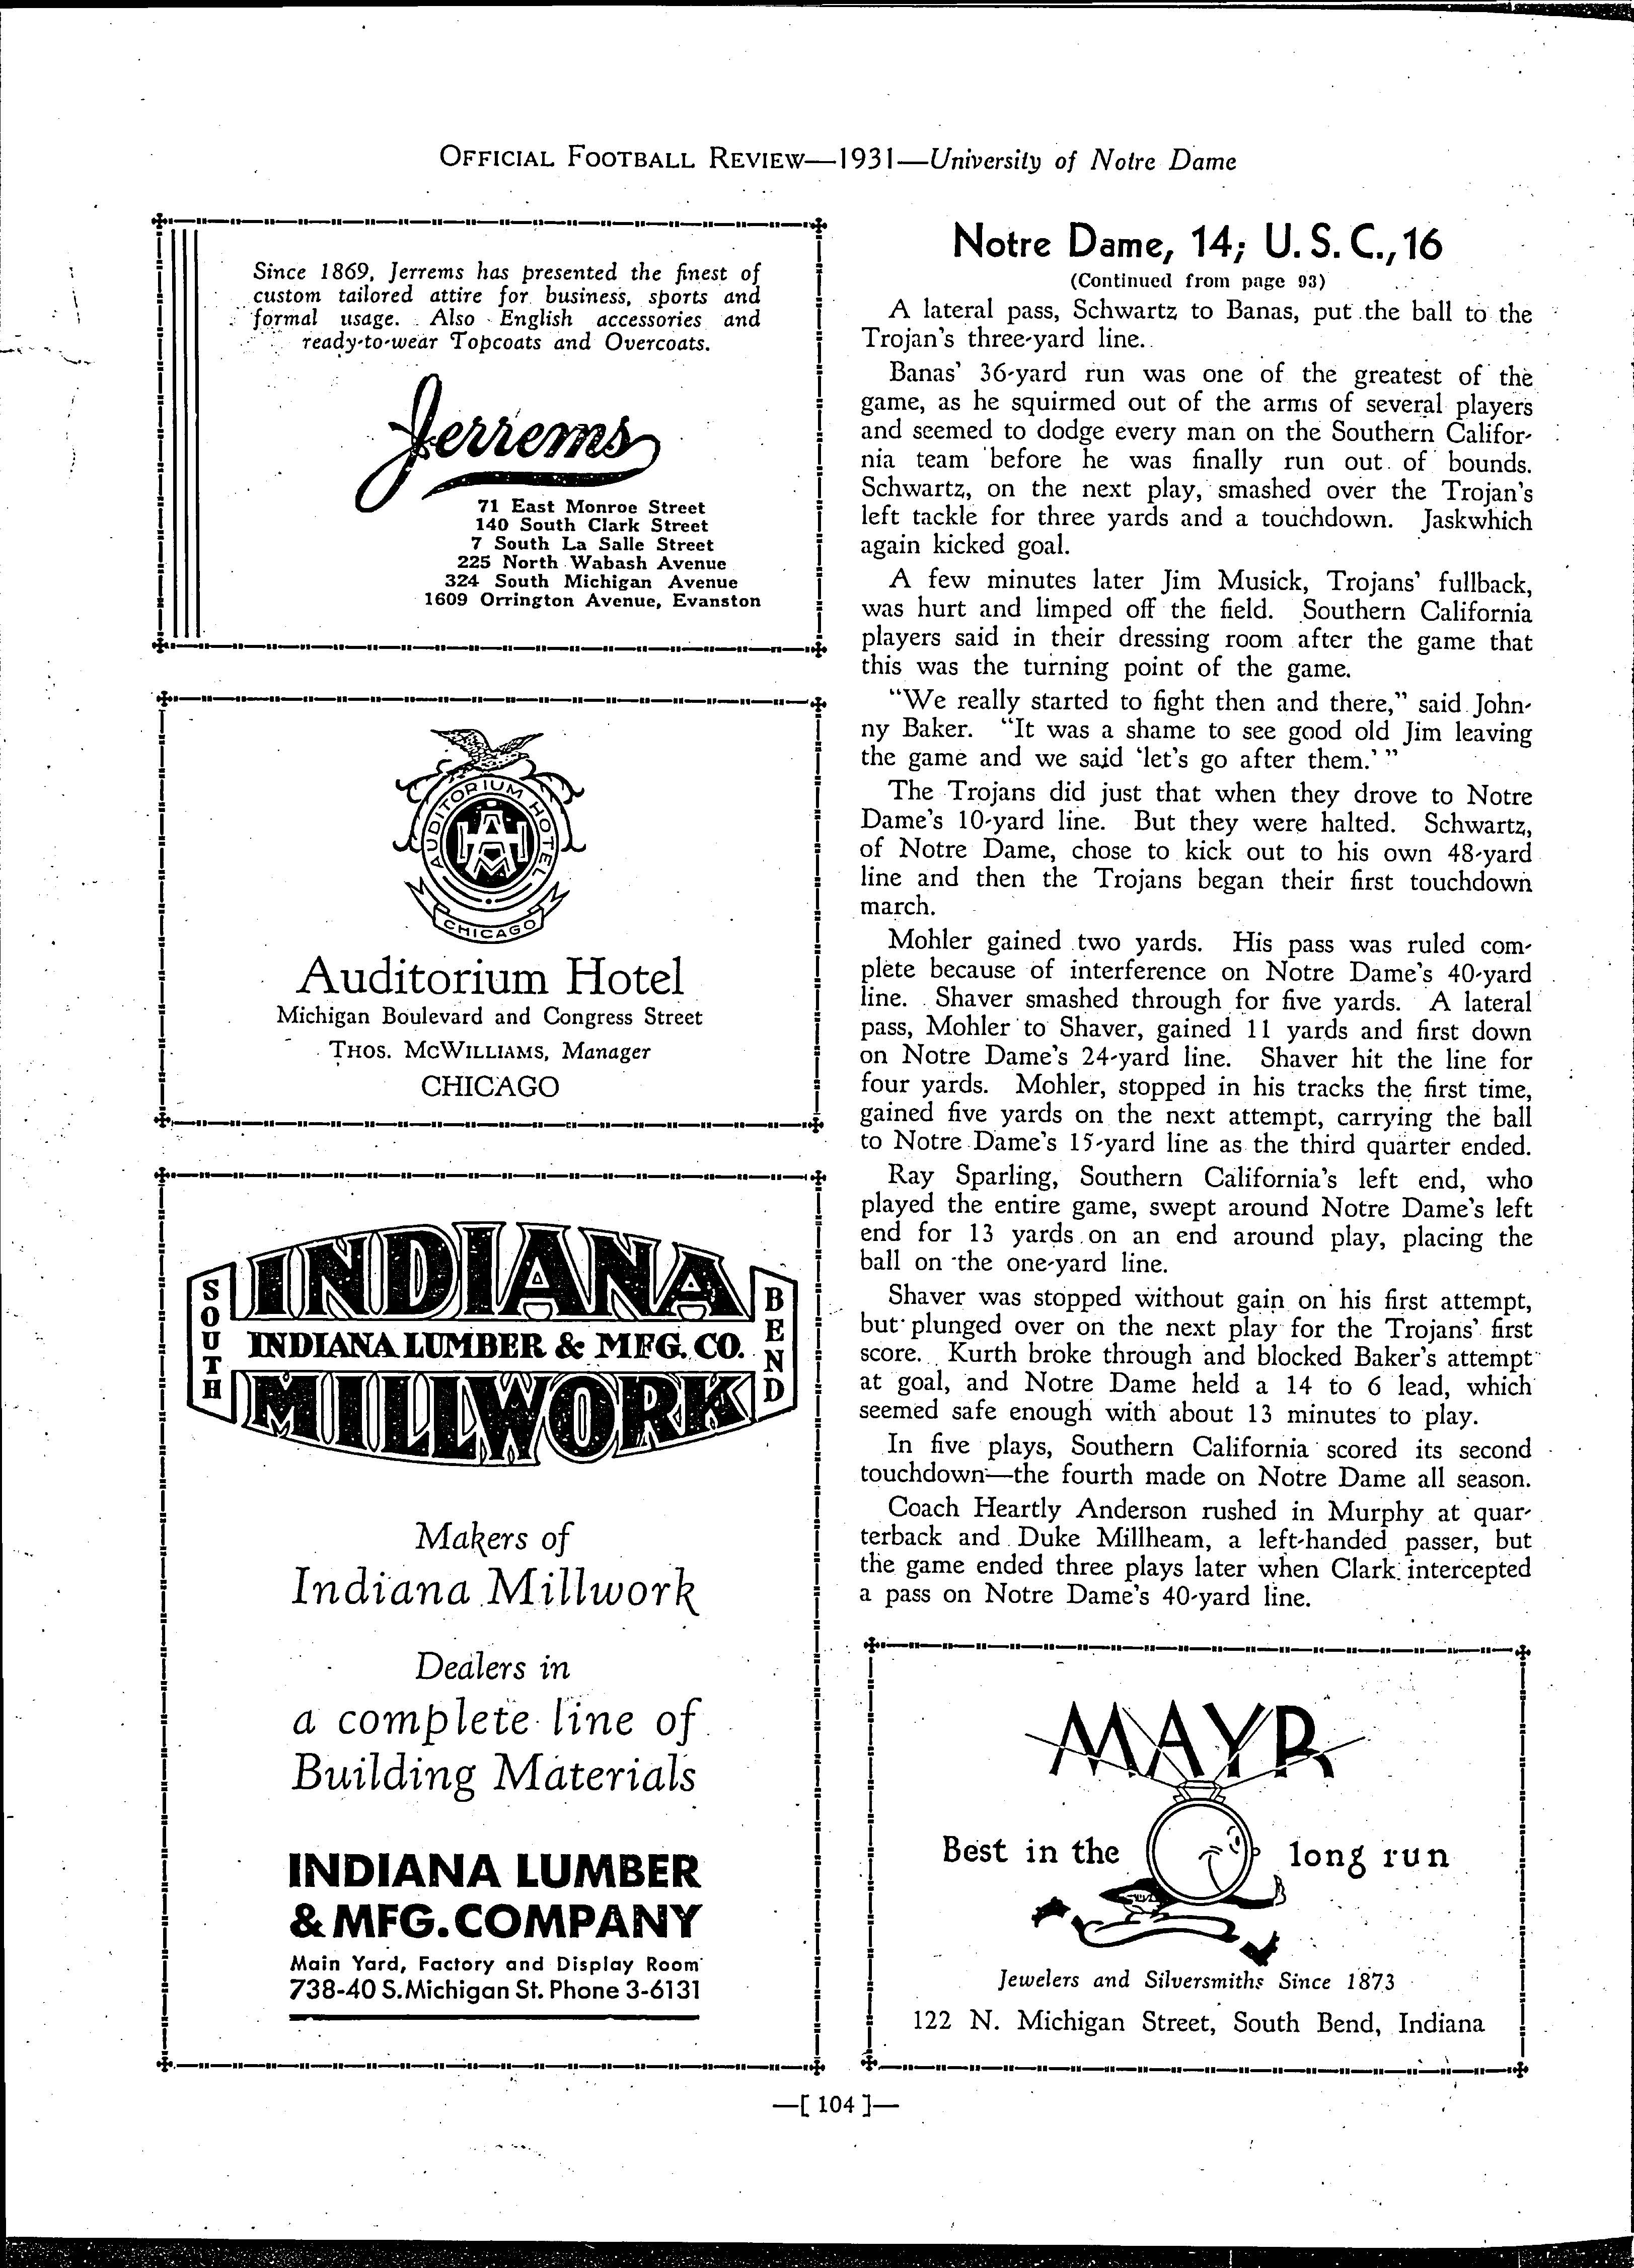 OFFICIAL FOOTBALL REVIEW—1931—University of Notre Dame
Since 1869, Jerrems has presented the finest of
custom tailored attire for business, sports and
formal usage. Also English accessories and
ready-to-wear Topcoats and Overcoats.
Jerrems
71 East Monroe Street
140 South Clark Street
7 South La Salle Street
225 North Wabash Avenue
324 South Michigan Avenue
1609 Orrington Avenue, Evanston
AUDITORIUM HOTEL
AHM
CHICAGO
Auditorium Hotel
Michigan Boulevard and Congress Street
THOS. MCWILLIAMS, Manager
CHICAGO
SOUTH
INDIANA
INDIANA LUMBER & MFG. CO.
MILLWORK
BEND
Makers of
Indiana Millwork
Dealers in
a complete line of
Building Materials
INDIANA LUMBER
& MFG. COMPANY
Main Yard, Factory and Display Room
738-40 S. Michigan St. Phone 3-6131
Notre Dame, 14; U. S. C., 16
(Continued from page 93)
A lateral pass, Schwartz to Banas, put the ball to the
Trojan's three-yard line.
Banas' 36-yard run was one of the greatest of the
game, as he squirmed out of the arms of several players
and seemed to dodge every man on the Southern Califor-
nia team before he was finally run out of bounds.
Schwartz, on the next play, smashed over the Trojan's
left tackle for three yards and a touchdown. Jaskwhich
again kicked goal.
A few minutes later Jim Musick, Trojans' fullback,
was hurt and limped off the field. Southern California
players said in their dressing room after the game that
this was the turning point of the game.
"We really started to fight then and there," said John-
ny Baker. "It was a shame to see good old Jim leaving
the game and we said 'let's go after them.' "
The Trojans did just that when they drove to Notre
Dame's 10-yard line. But they were halted. Schwartz,
of Notre Dame, chose to kick out to his own 48-yard
line and then the Trojans began their first touchdown
march.
Mohler gained two yards. His pass was ruled com-
plete because of interference on Notre Dame's 40-yard
line. Shaver smashed through for five yards. A lateral
pass, Mohler to Shaver, gained 11 yards and first down
on Notre Dame's 24-yard line. Shaver hit the line for
four yards. Mohler, stopped in his tracks the first time,
gained five yards on the next attempt, carrying the ball
to Notre Dame's 15-yard line as the third quarter ended.
Ray Sparling, Southern California's left end, who
played the entire game, swept around Notre Dame's left
end for 13 yards on an end around play, placing the
ball on the one-yard line.
Shaver was stopped without gain on his first attempt,
but plunged over on the next play for the Trojans' first
score. Kurth broke through and blocked Baker's attempt
at goal, and Notre Dame held a 14 to 6 lead, which
seemed safe enough with about 13 minutes to play.
In five plays, Southern California scored its second
touchdown—the fourth made on Notre Dame all season.
Coach Heartly Anderson rushed in Murphy at quar-
terback and Duke Millheam, a left-handed passer, but
the game ended three plays later when Clark intercepted
a pass on Notre Dame's 40-yard line.
MAYR
Best in the long run
Jewelers and Silversmiths Since 1873
122 N. Michigan Street, South Bend, Indiana
—[ 104 ]—